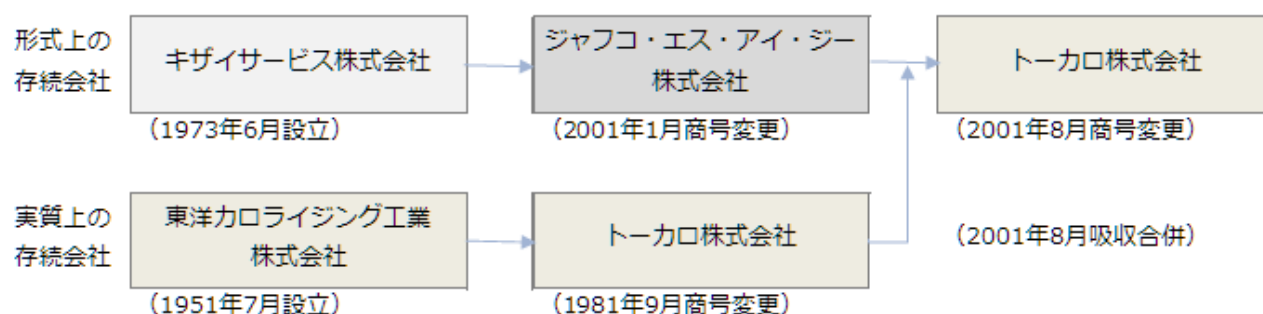 形式上の
存続会社
キザイサービス株式会社
(1973年6月設立)
ジャフコ・エス・アイ・ジー
株式会社
(2001年1月商号変更)
トーカロ株式会社
(2001年8月商号変更)
実質上の
存続会社
東洋カロライジング工業
株式会社
(1951年7月設立)
トーカロ株式会社
(1981年9月商号変更)
(2001年8月吸収合併)